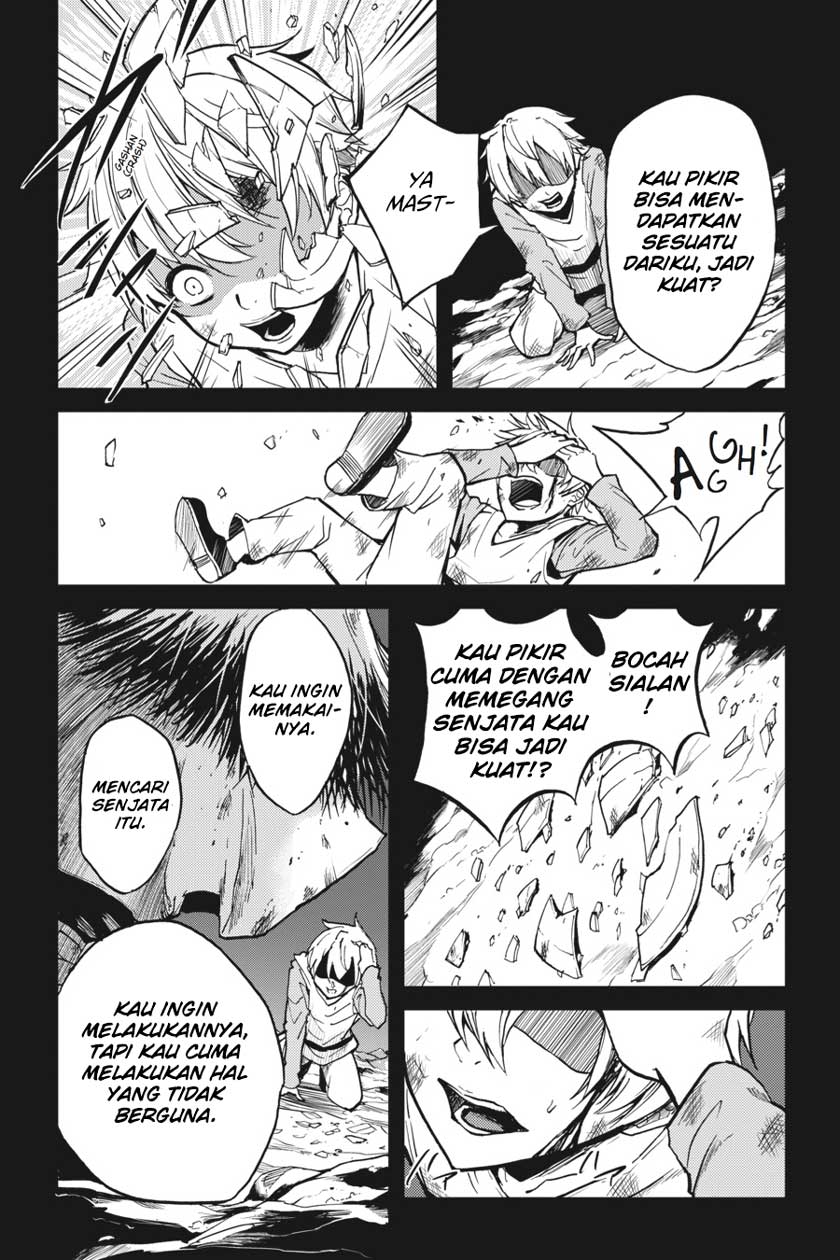 KAU PIKIR
BISA MEN-
DAPATKAN
SESUATU
DARIKU, JADI
KUAT?
YA
MAST-
GASHAN
(CRASH)
AGGH!
BOCAH
SIALAN
!
KAU PIKIR
CUMA DENGAN
MEMEGANG
SENJATA KAU
BISA JADI
KUAT!?
KAU INGIN
MEMAKAI-
NYA.
MENCARI
SENJATA
ITU.
KAU INGIN
MELAKUKANNYA,
TAPI KAU CUMA
MELAKUKAN HAL
YANG TIDAK
BERGUNA.